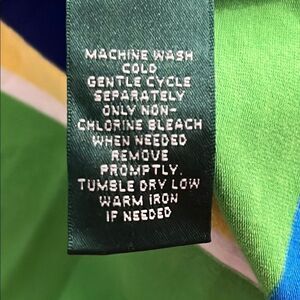 MACHINE WASH
COLD
GENTLE CYCLE
SEPARATELY
ONLY NON-
CHLORINE BLEACH
WHEN NEEDED
REMOVE
PROMPTLY.
TUMBLE DRY LOW
WARM IRON
IF NEEDED